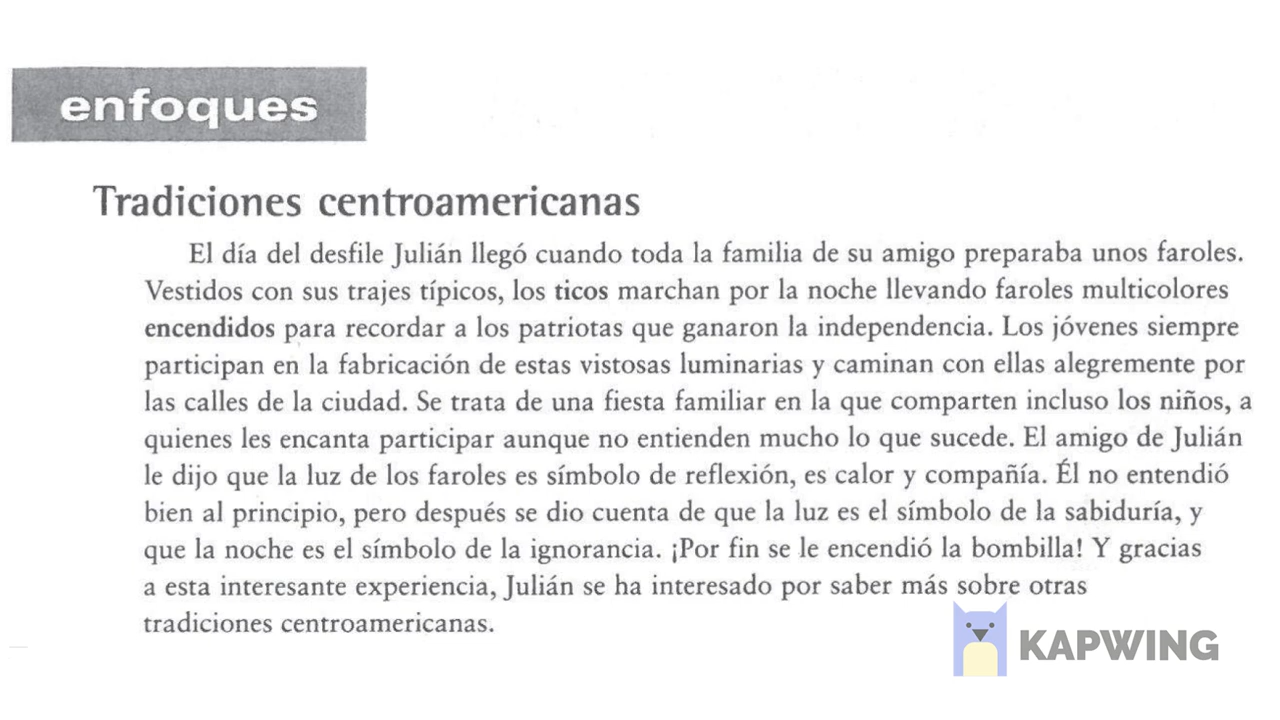 enfoques
Tradiciones centroamericanas
El día del desfile Julián llegó cuando toda la familia de su amigo preparaba unos faroles.
Vestidos con sus trajes típicos, los ticos marchan por la noche llevando faroles multicolores
encendidos para recordar a los patriotas que ganaron la independencia. Los jóvenes siempre
participan en la fabricación de estas vistosas luminarias y caminan con ellas alegremente por
las calles de la ciudad. Se trata de una fiesta familiar en la que comparten incluso los niños, a
quienes les encanta participar aunque no entienden mucho lo que sucede. El amigo de Julián
le dijo que la luz de los faroles es símbolo de reflexión, es calor y compañía. Él no entendió
bien al principio, pero después se dio cuenta de que la luz es el símbolo de la sabiduría, y
que la noche es el símbolo de la ignorancia. ¡Por fin se le encendió la bombilla! Y gracias
a esta interesante experiencia, Julián se ha interesado por saber más sobre otras
tradiciones centroamericanas.
KAPWING